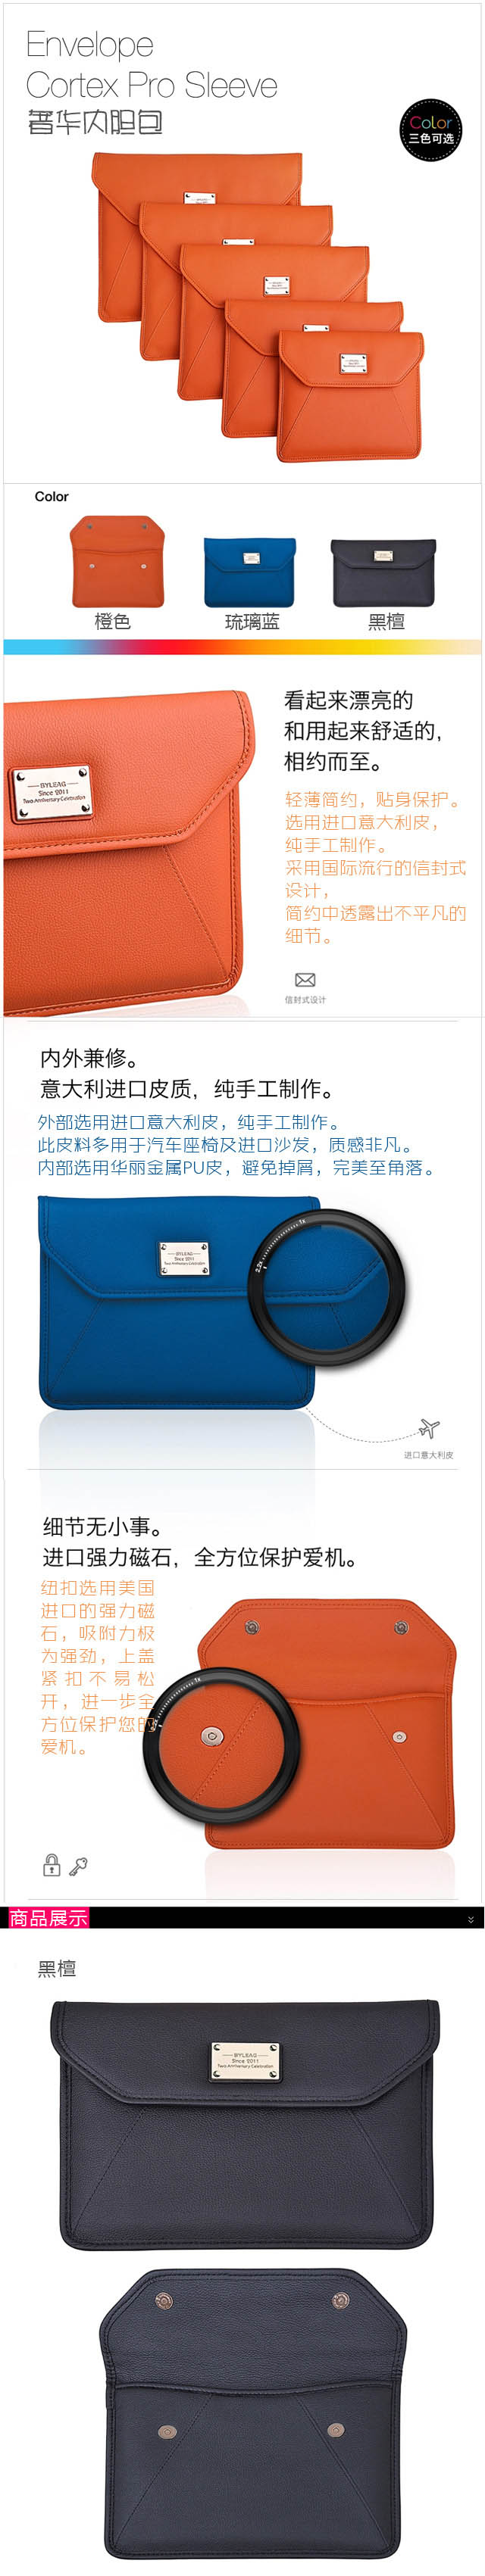 Envelope
Cortex Pro Sleeve
奢华内胆包
Color
三色可选
Color
橙色
琉璃蓝
黑檀
看起来漂亮的
和用起来舒适的，
相约而至。
BYLEAG
Since 2011
Two Anniversary Celebration
轻薄简约，贴身保护。
选用进口意大利皮，
纯手工制作。
采用国际流行的信封式
设计，
简约中透露出不平凡的
细节。
信封式设计
内外兼修。
意大利进口皮质，纯手工制作。
外部选用进口意大利皮，纯手工制作。
此皮料多用于汽车座椅及进口沙发，质感非凡。
内部选用华丽金属PU皮，避免掉屑，完美至角落。
BYLEAG
Since 2011
Two Anniversary Celebration
2.2x
1x
进口意大利皮
细节无小事。
进口强力磁石，全方位保护爱机。
纽扣选用美国
进口的强力磁
石，吸附力极
为强劲，上盖
紧扣不易松
开，进一步全
方位保护您的
爱机。
1x
商品展示
黑檀
BYLEAG
Since 2011
Two Anniversary Celebration